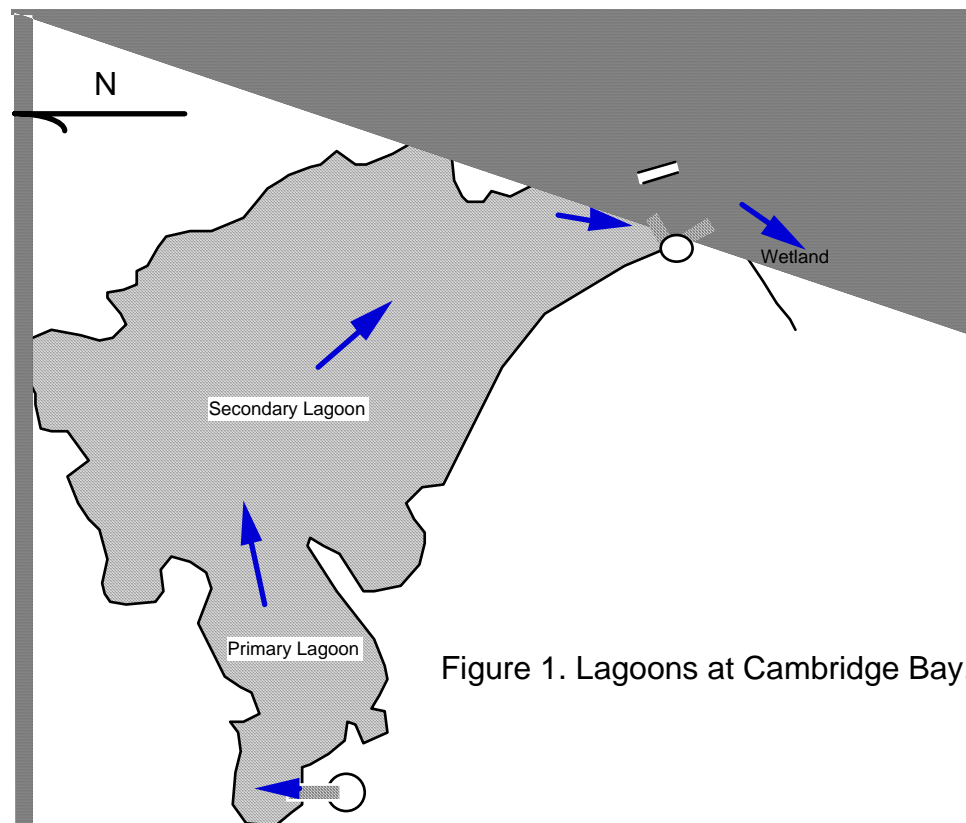 N
Wetland
Secondary Lagoon
Primary Lagoon
Figure 1. Lagoons at Cambridge Bay.